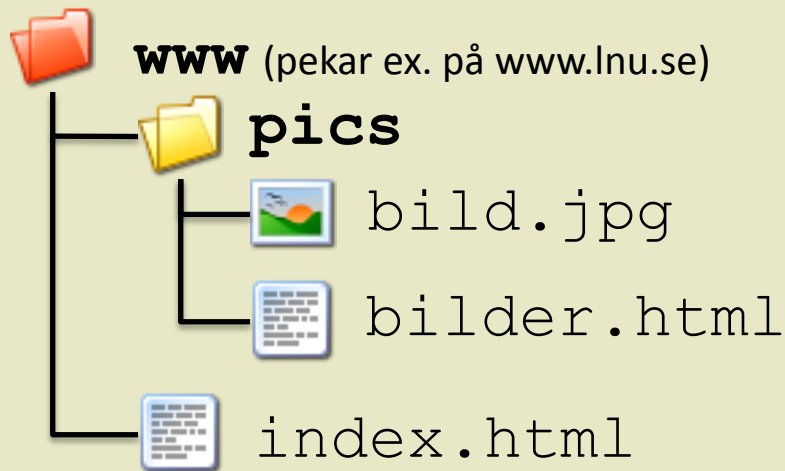 www (pekar ex. på www.lnu.se)
pics
bild.jpg
bilder.html
index.html